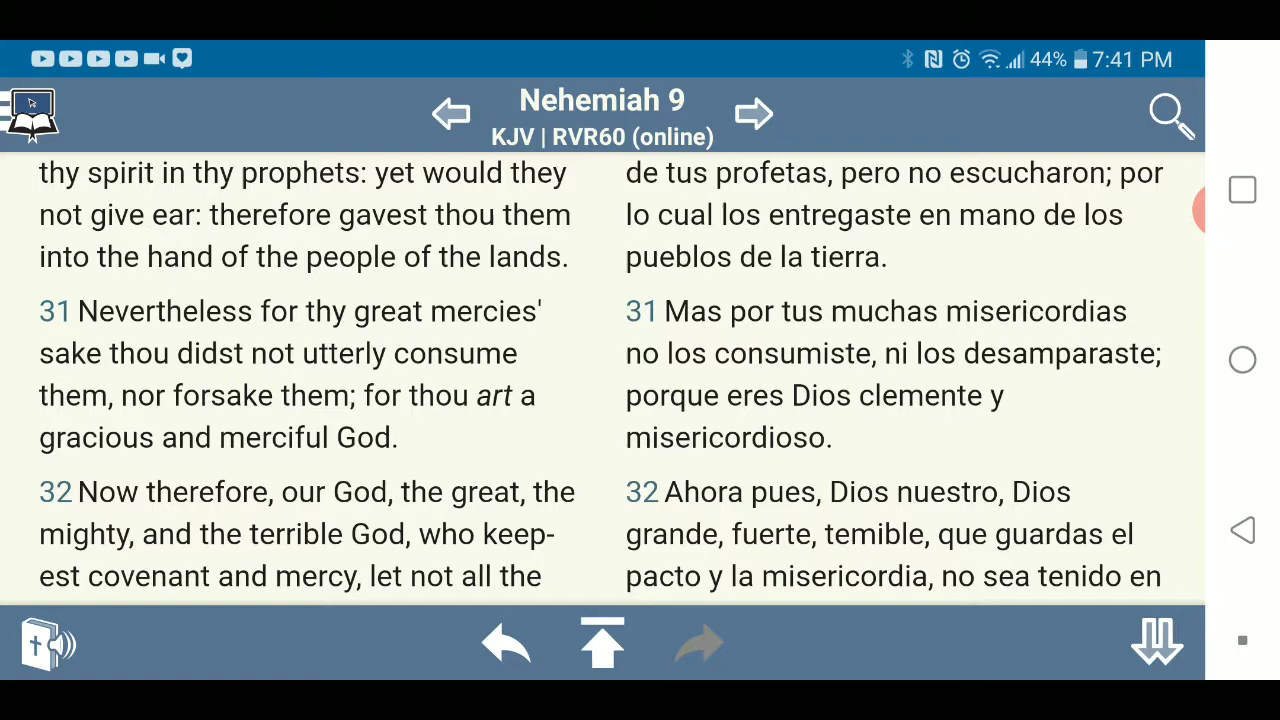 44% 7:41 PM
Nehemiah 9
KJV | RVR60 (online)
thy spirit in thy prophets: yet would they
not give ear: therefore gavest thou them
into the hand of the people of the lands.
31 Nevertheless for thy great mercies'
sake thou didst not utterly consume
them, nor forsake them; for thou art a
gracious and merciful God.
32 Now therefore, our God, the great, the
mighty, and the terrible God, who keep-
est covenant and mercy, let not all the
de tus profetas, pero no escucharon; por
lo cual los entregaste en mano de los
pueblos de la tierra.
31 Mas por tus muchas misericordias
no los consumiste, ni los desamparaste;
porque eres Dios clemente y
misericordioso.
32 Ahora pues, Dios nuestro, Dios
grande, fuerte, temible, que guardas el
pacto y la misericordia, no sea tenido en